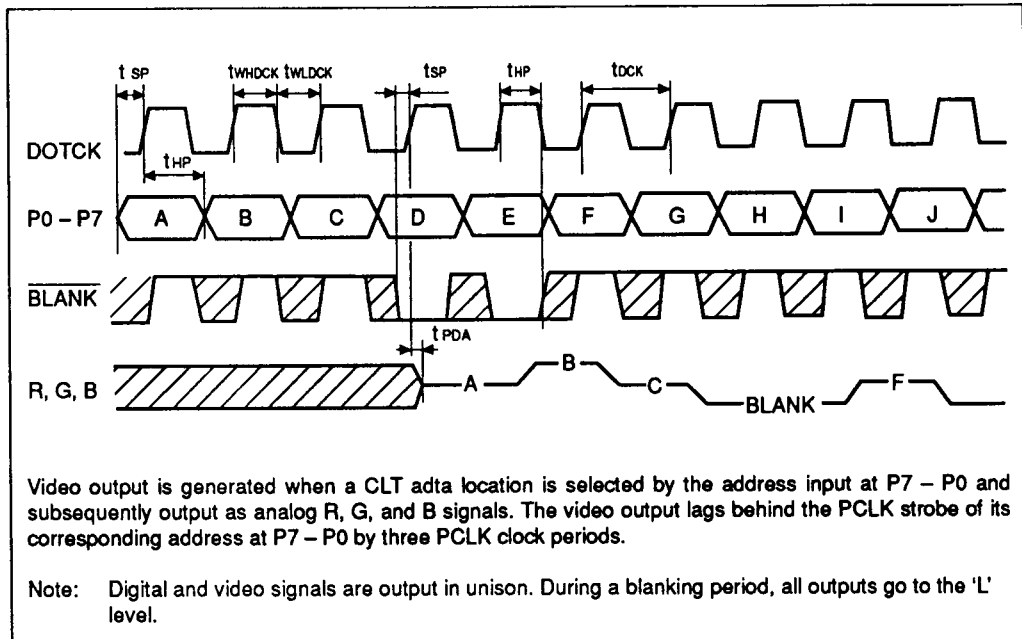 t SP tWHDCK tWLDCK tSP tHP tDCK
DOTCK
tHP
P0 – P7 A B C D E F G H I J
BLANK
t PDA
R, G, B A B C BLANK F
Video output is generated when a CLT adta location is selected by the address input at P7 – P0 and
subsequently output as analog R, G, and B signals. The video output lags behind the PCLK strobe of its
corresponding address at P7 – P0 by three PCLK clock periods.
Note: Digital and video signals are output in unison. During a blanking period, all outputs go to the 'L'
level.